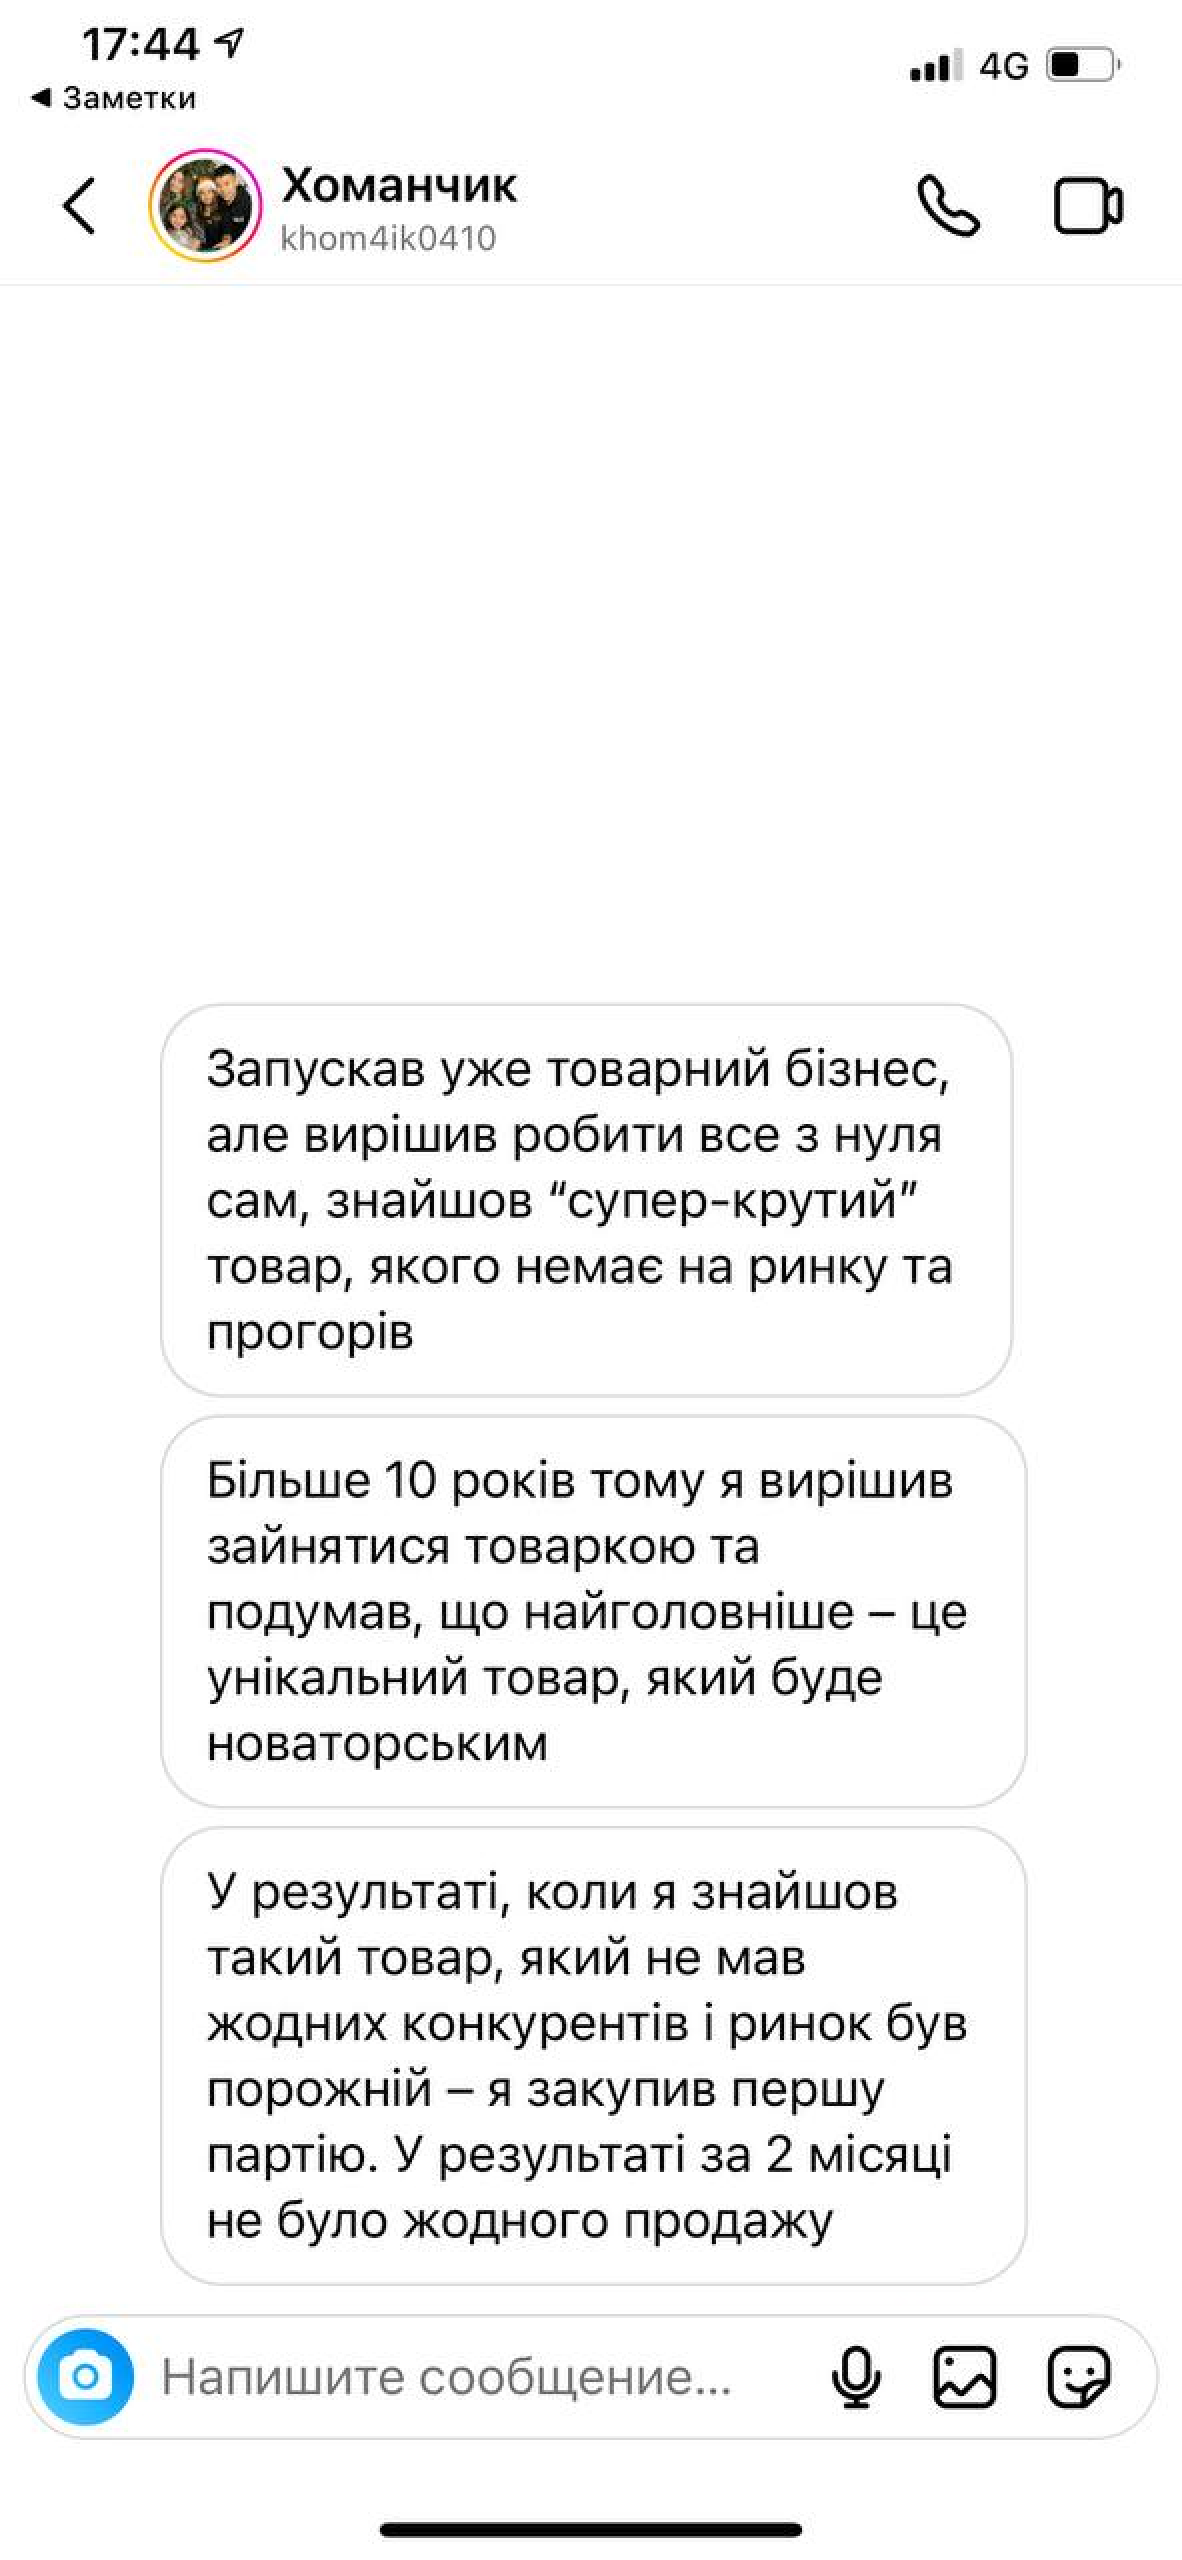 17:44
◀ Заметки
4G
Хоманчик
khom4ik0410
Запускав уже товарний бізнес,
але вирішив робити все з нуля
сам, знайшов “супер-крутий”
товар, якого немає на ринку та
прогорів
Більше 10 років тому я вирішив
зайнятися товаркою та
подумав, що найголовніше – це
унікальний товар, який буде
новаторським
У результаті, коли я знайшов
такий товар, який не мав
жодних конкурентів і ринок був
порожній – я закупив першу
партію. У результаті за 2 місяці
не було жодного продажу
Напишите сообщение...